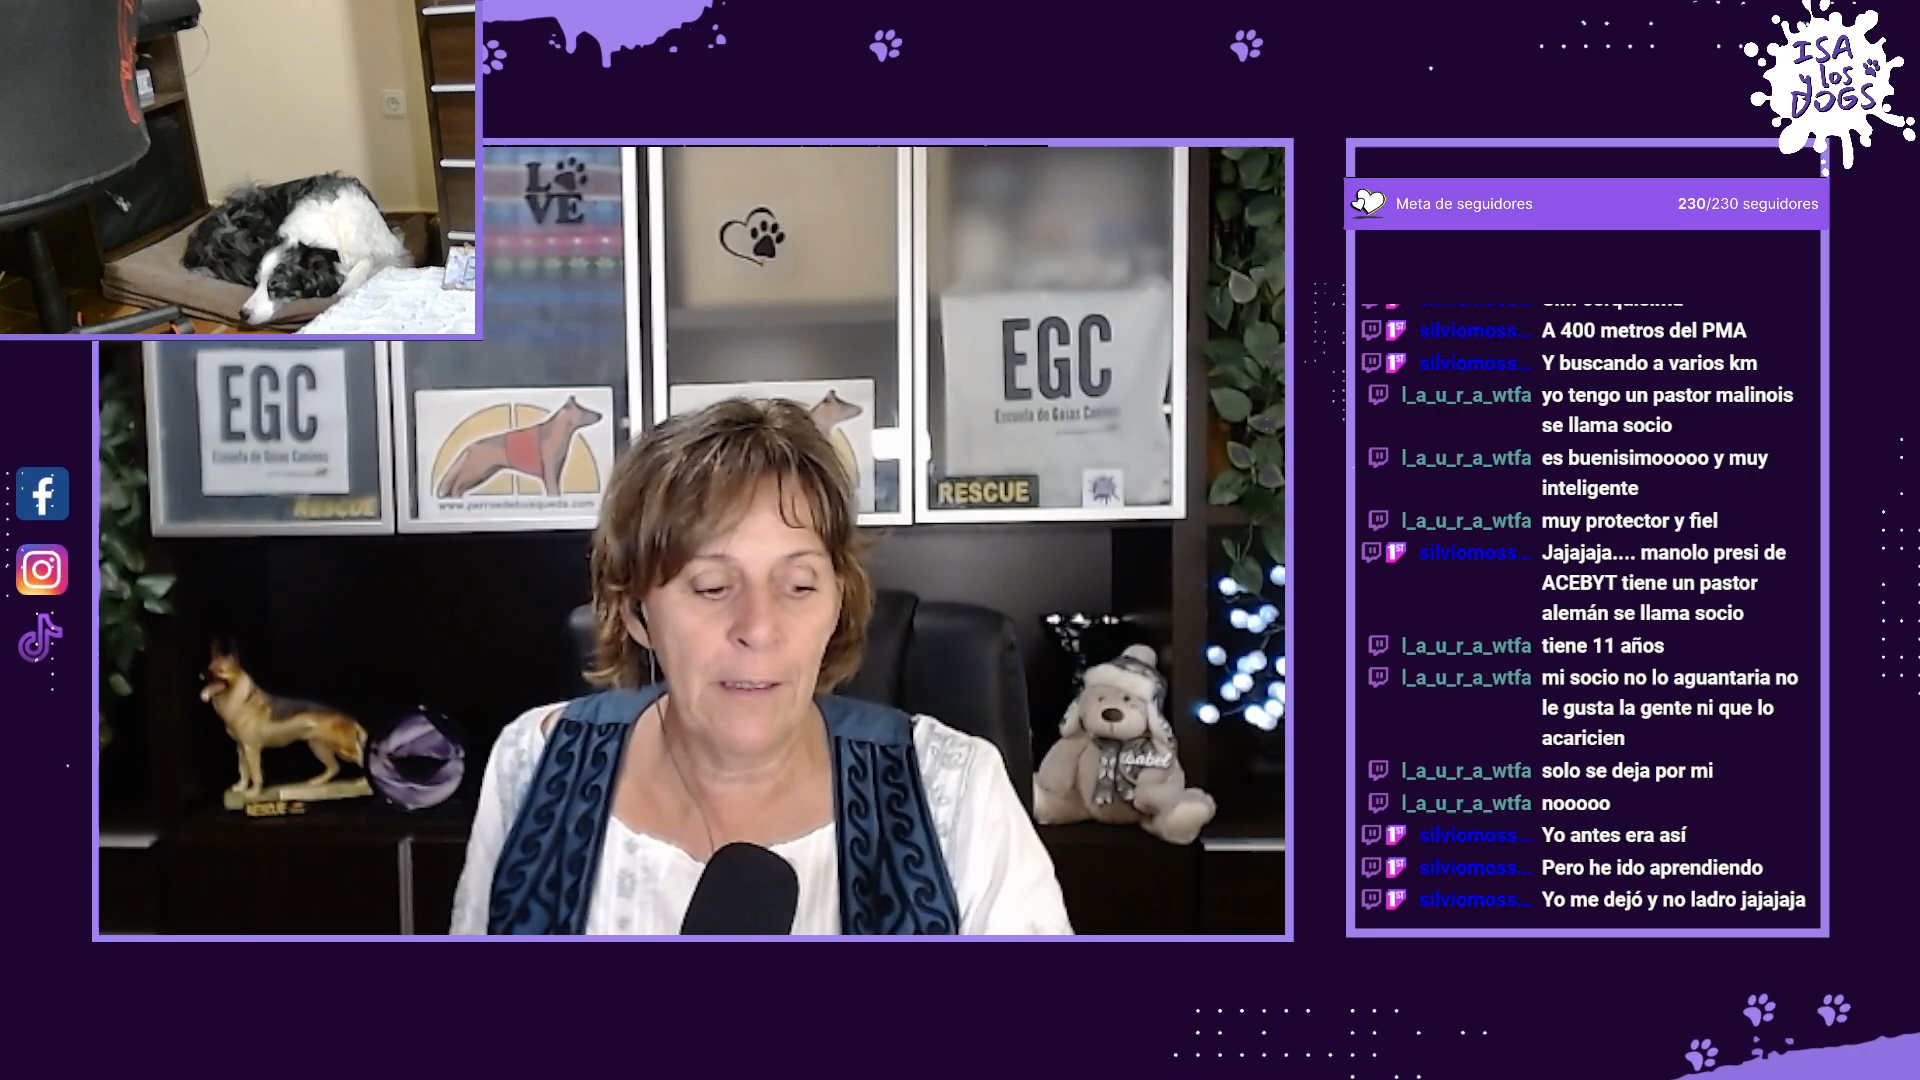 ISA
y los
DOGS
Meta de seguidores
230/230 seguidores
LOVE
EGC
Escuela de Guías Caninos
RESCUE
www.perrosdebusqueda.com
EGC
Escuela de Guías Caninos
RESCUE
RESCUE
Isabel
silviomoss... A 400 metros del PMA
silviomoss... Y buscando a varios km
l_a_u_r_a_wtfa yo tengo un pastor malinois
se llama socio
l_a_u_r_a_wtfa es buenisimooooo y muy
inteligente
l_a_u_r_a_wtfa muy protector y fiel
silviomoss... Jajajaja.... manolo presi de
ACEBYT tiene un pastor
alemán se llama socio
l_a_u_r_a_wtfa tiene 11 años
l_a_u_r_a_wtfa mi socio no lo aguantaria no
le gusta la gente ni que lo
acaricien
l_a_u_r_a_wtfa solo se deja por mi
l_a_u_r_a_wtfa nooooo
silviomoss... Yo antes era así
silviomoss... Pero he ido aprendiendo
silviomoss... Yo me dejó y no ladro jajajaja